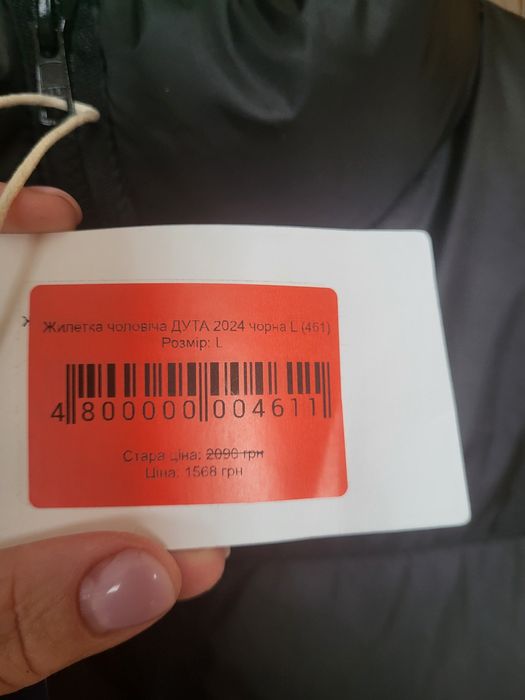 Жилетка чоловіча ДУТА 2024 чорна L (461)
Розмір: L
4 800000 004611
Стара ціна: 2090 грн
Ціна: 1568 грн